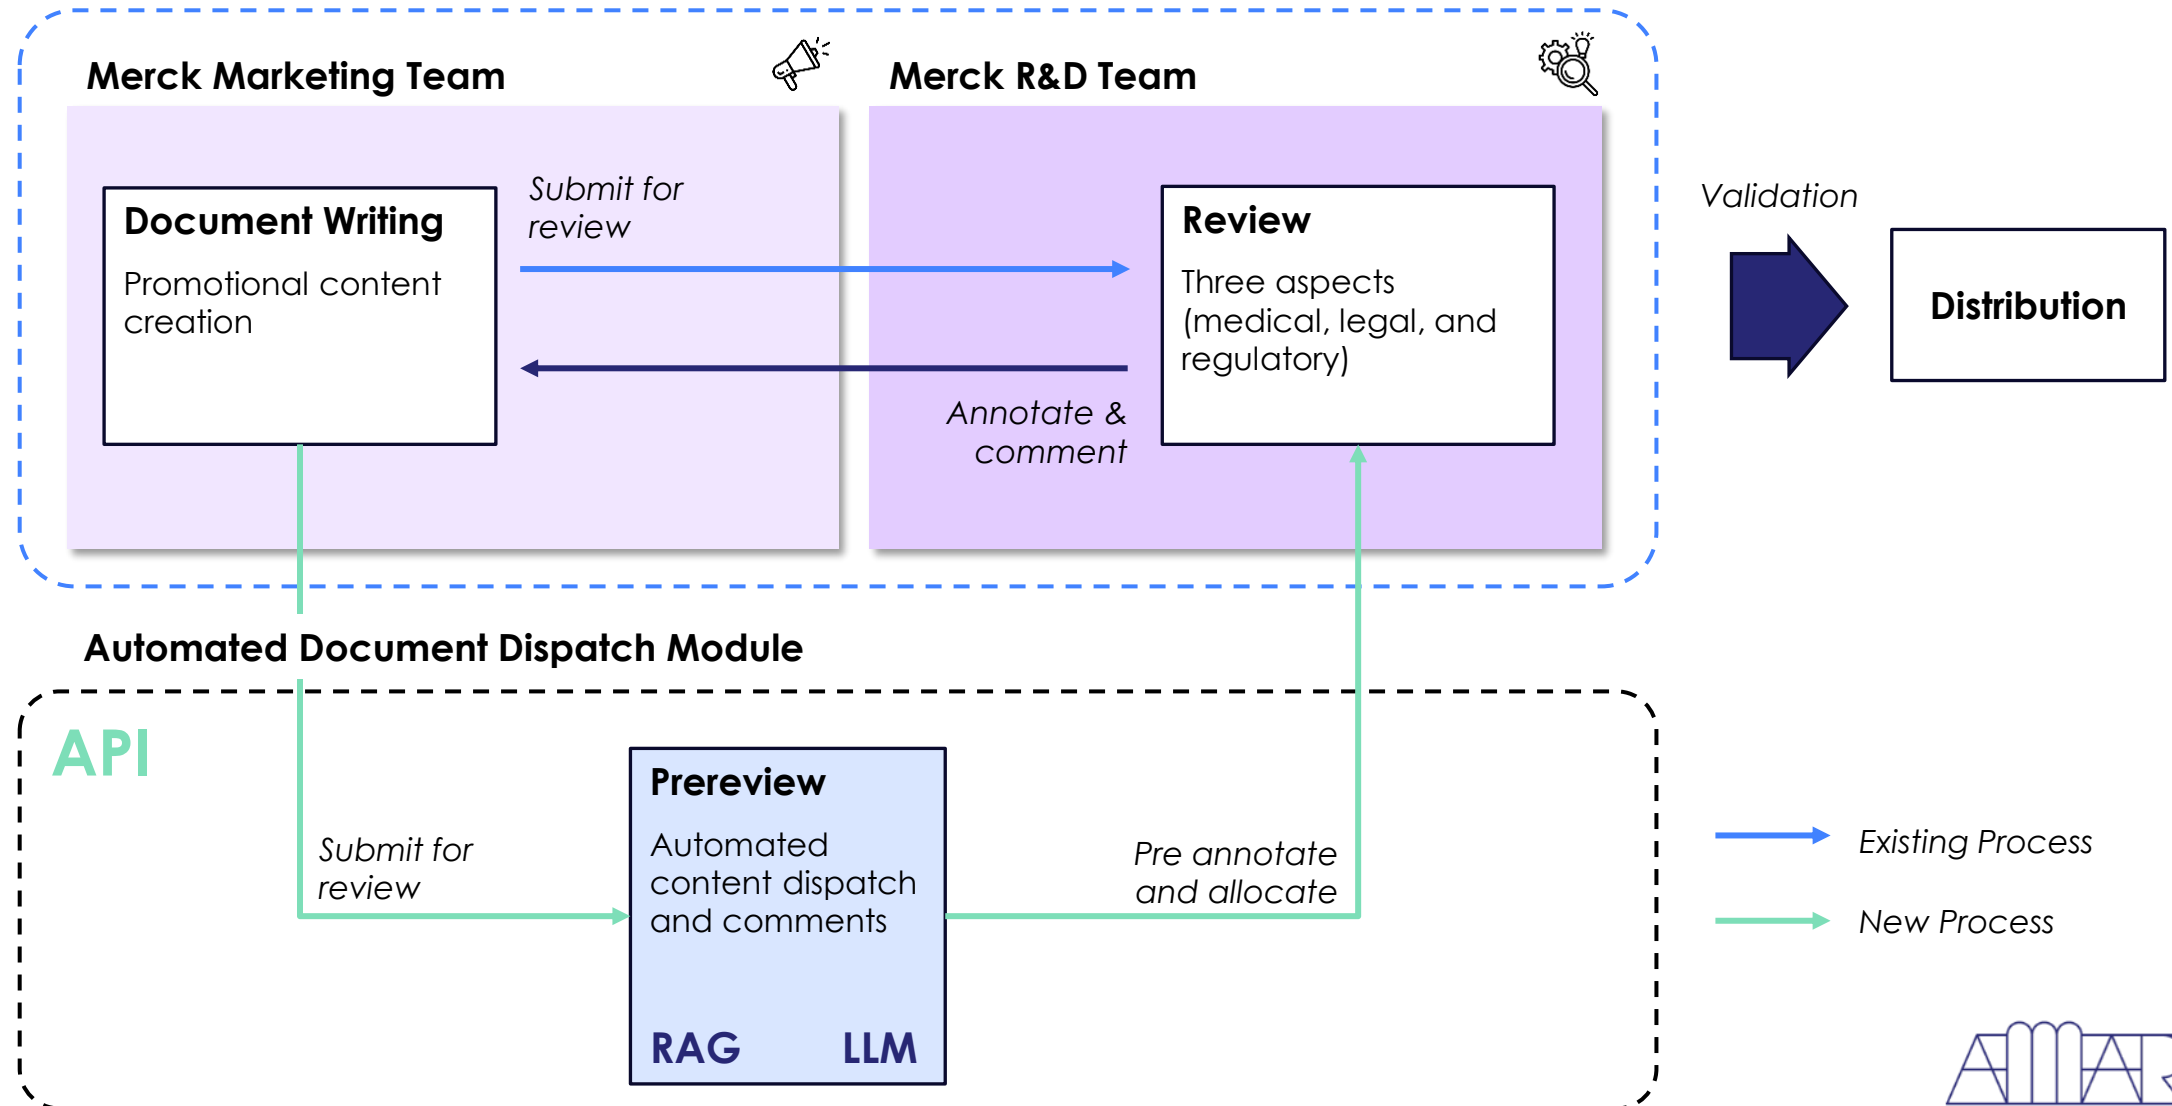 Merck Marketing Team
Merck R&D Team
Document Writing
Promotional content
creation
Submit for
review
Annotate &
comment
Review
Three aspects
(medical, legal, and
regulatory)
Validation
Distribution
Automated Document Dispatch Module
API
Submit for
review
Prereview
Automated
content dispatch
and comments
RAG
LLM
Pre annotate
and allocate
Existing Process
New Process